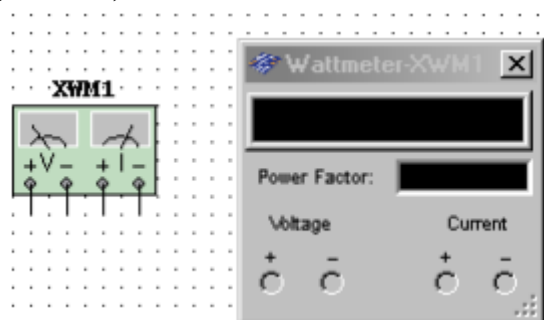 XWM1
+ V - + I -
Wattmeter-XWM1
Power Factor:
Voltage Current
+ - + -